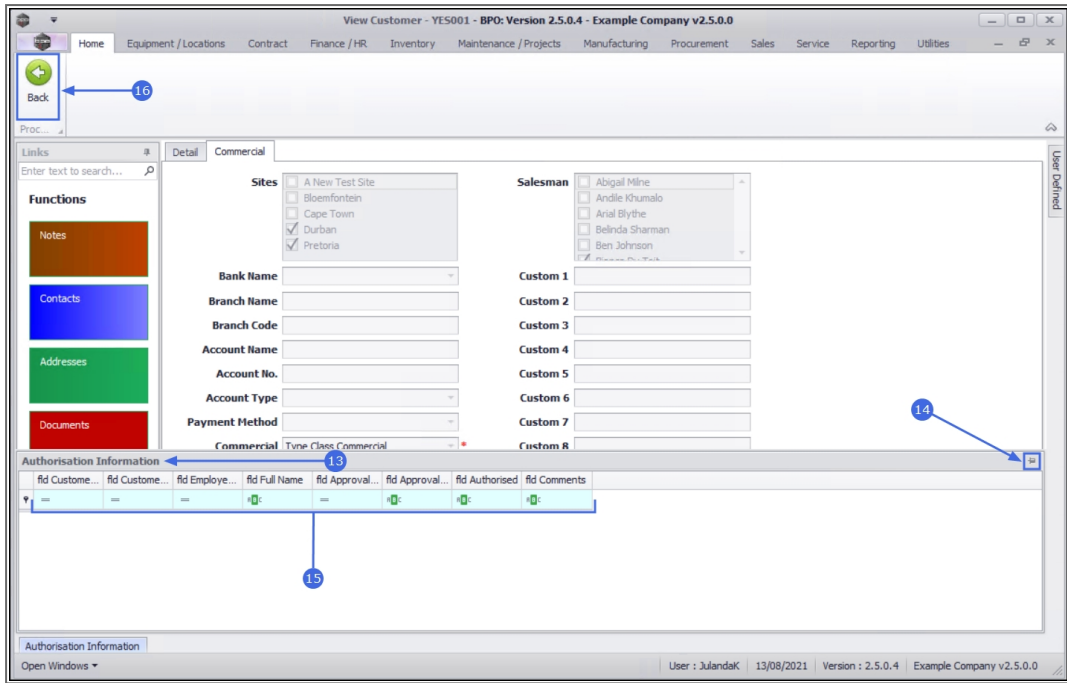 View Customer - YES001 - BPO: Version 2.5.0.4 - Example Company v2.5.0.0
Home Equipment / Locations Contract Finance / HR Inventory Maintenance / Projects Manufacturing Procurement Sales Service Reporting Utilities
Back
16
Proc...
Links
Enter text to search...
Functions
Notes
Contacts
Addresses
Documents
Detail Commercial
Sites
A New Test Site
Bloemfontein
Cape Town
Durban
Pretoria
Salesman
Abigail Milne
Andile Khumalo
Arial Blythe
Belinda Sharman
Ben Johnson
Bank Name
Branch Name
Branch Code
Account Name
Account No.
Account Type
Payment Method
Commercial Type Class Commercial *
Custom 1
Custom 2
Custom 3
Custom 4
Custom 5
Custom 6
Custom 7
Custom 8
User Defined
14
Authorisation Information
13
fld Custome... fld Custome... fld Employe... fld Full Name fld Approval... fld Approval... fld Authorised fld Comments
= = = aBc = aBc aBc aBc
15
Authorisation Information
Open Windows
User : JulandaK 13/08/2021 Version : 2.5.0.4 Example Company v2.5.0.0